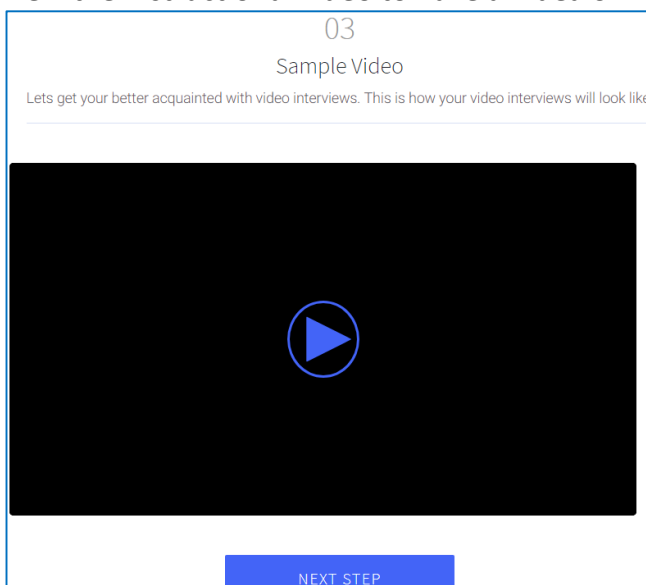 03
Sample Video
Lets get your better acquainted with video interviews. This is how your video interviews will look like
NEXT STEP